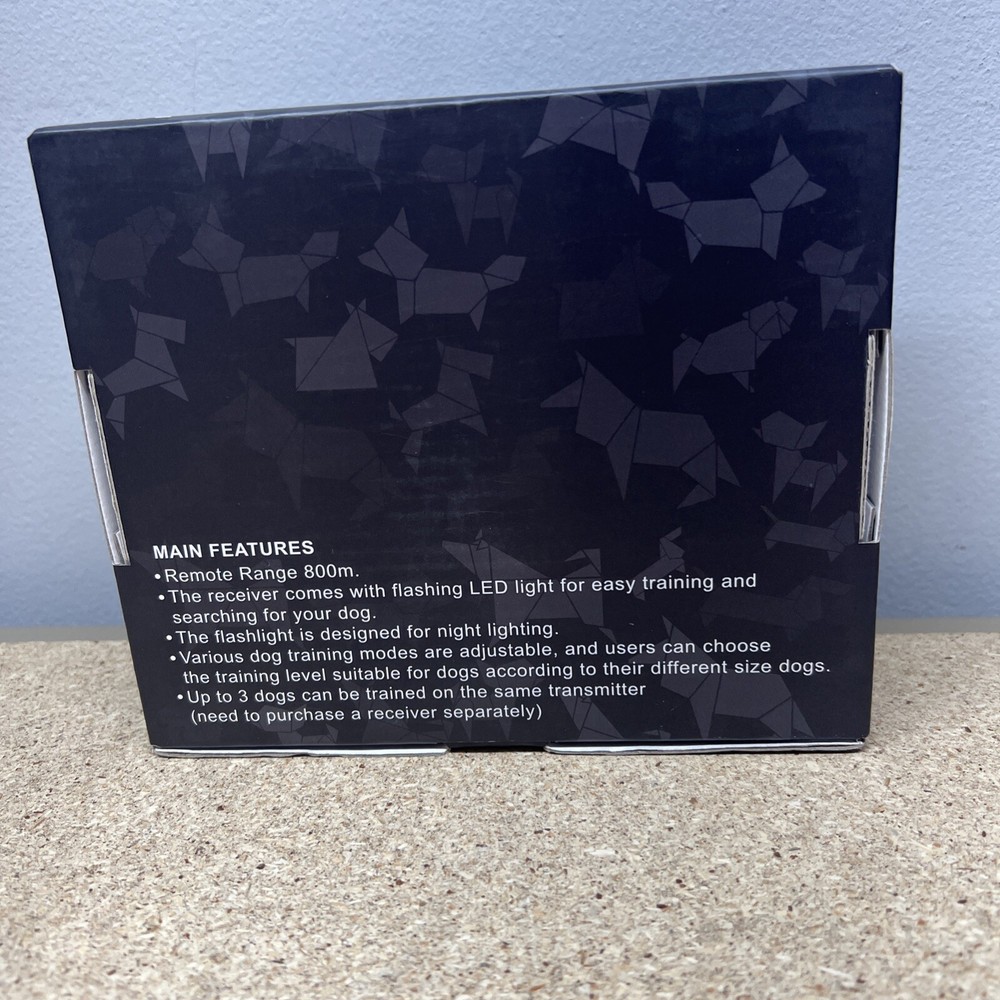 MAIN FEATURES
•Remote Range 800m.
•The receiver comes with flashing LED light for easy training and
searching for your dog.
•The flashlight is designed for night lighting.
•Various dog training modes are adjustable, and users can choose
the training level suitable for dogs according to their different size dogs.
•Up to 3 dogs can be trained on the same transmitter
(need to purchase a receiver separately)